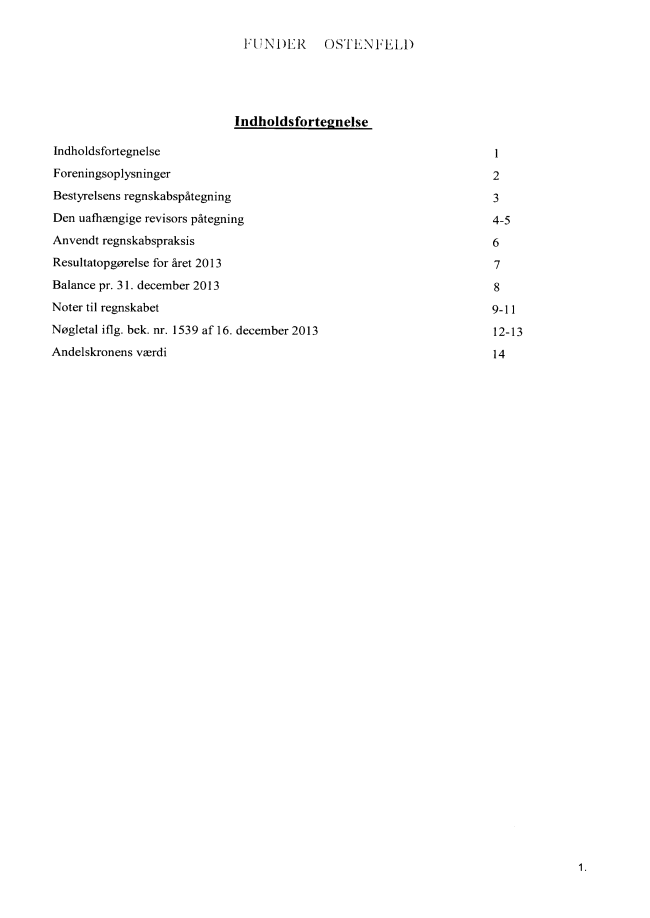 FUNDER OSTENFELD
Indholdsfortegnelse
Indholdsfortegnelse 1
Foreningsoplysninger 2
Bestyrelsens regnskabspåtegning 3
Den uafhængige revisors påtegning 4-5
Anvendt regnskabspraksis 6
Resultatopgørelse for året 2013 7
Balance pr. 31. december 2013 8
Noter til regnskabet 9-11
Nøgletal iflg. bek. nr. 1539 af 16. december 2013 12-13
Andelskronens værdi 14
1.